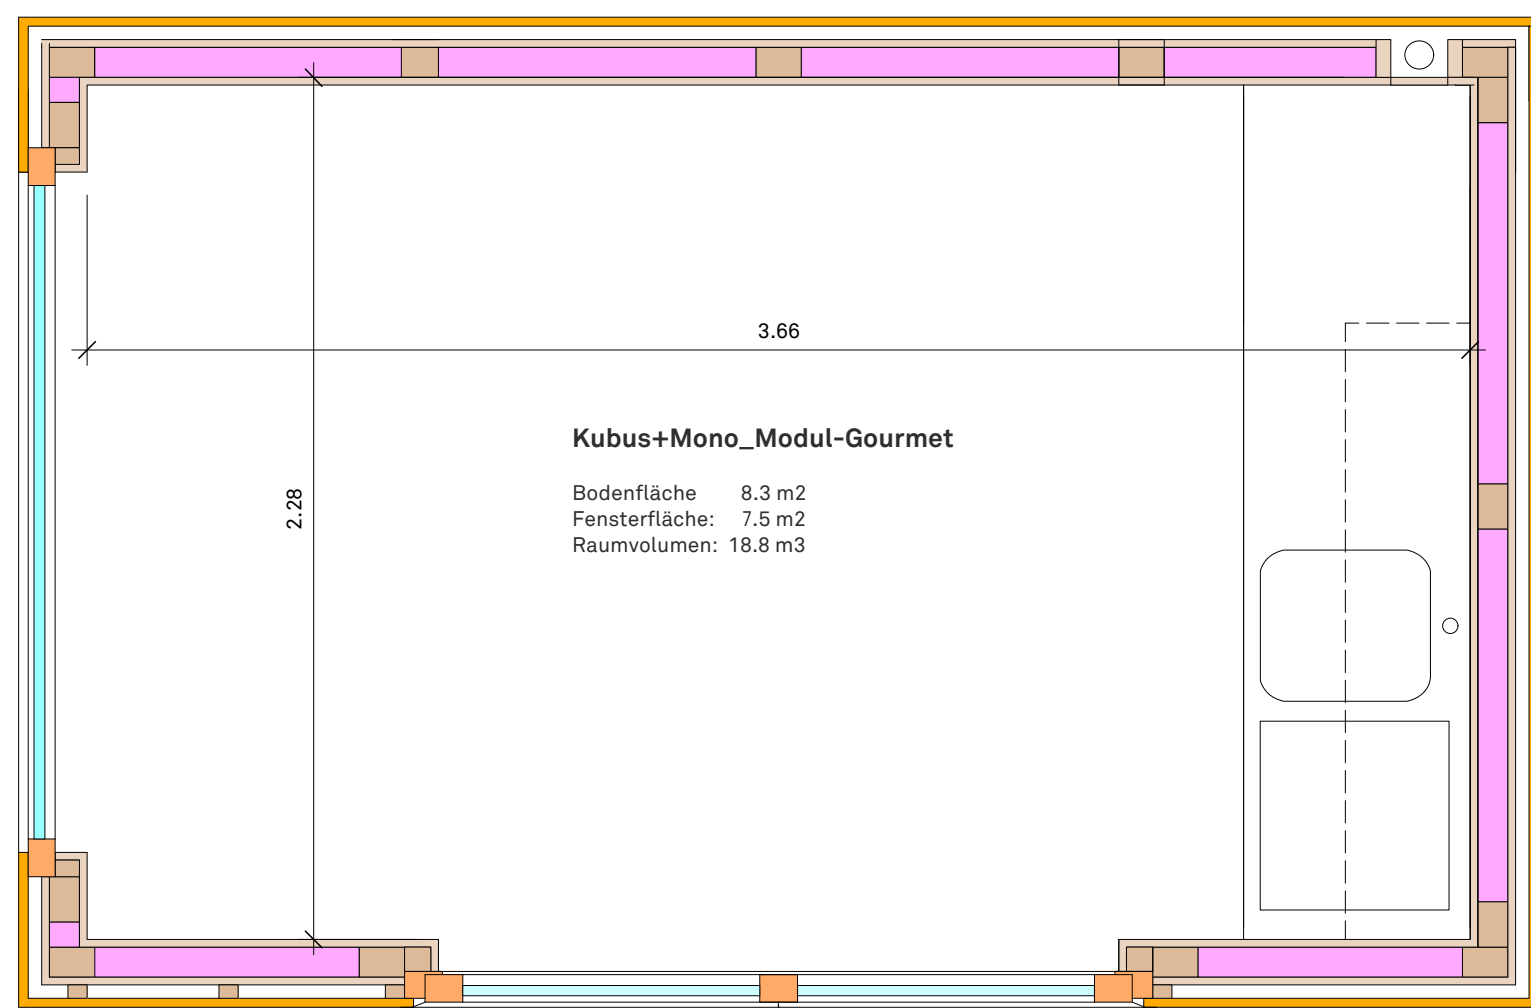 3.66
Kubus+Mono_Modul-Gourmet
Bodenfläche 8.3 m2
Fensterfläche: 7.5 m2
Raumvolumen: 18.8 m3
2.28